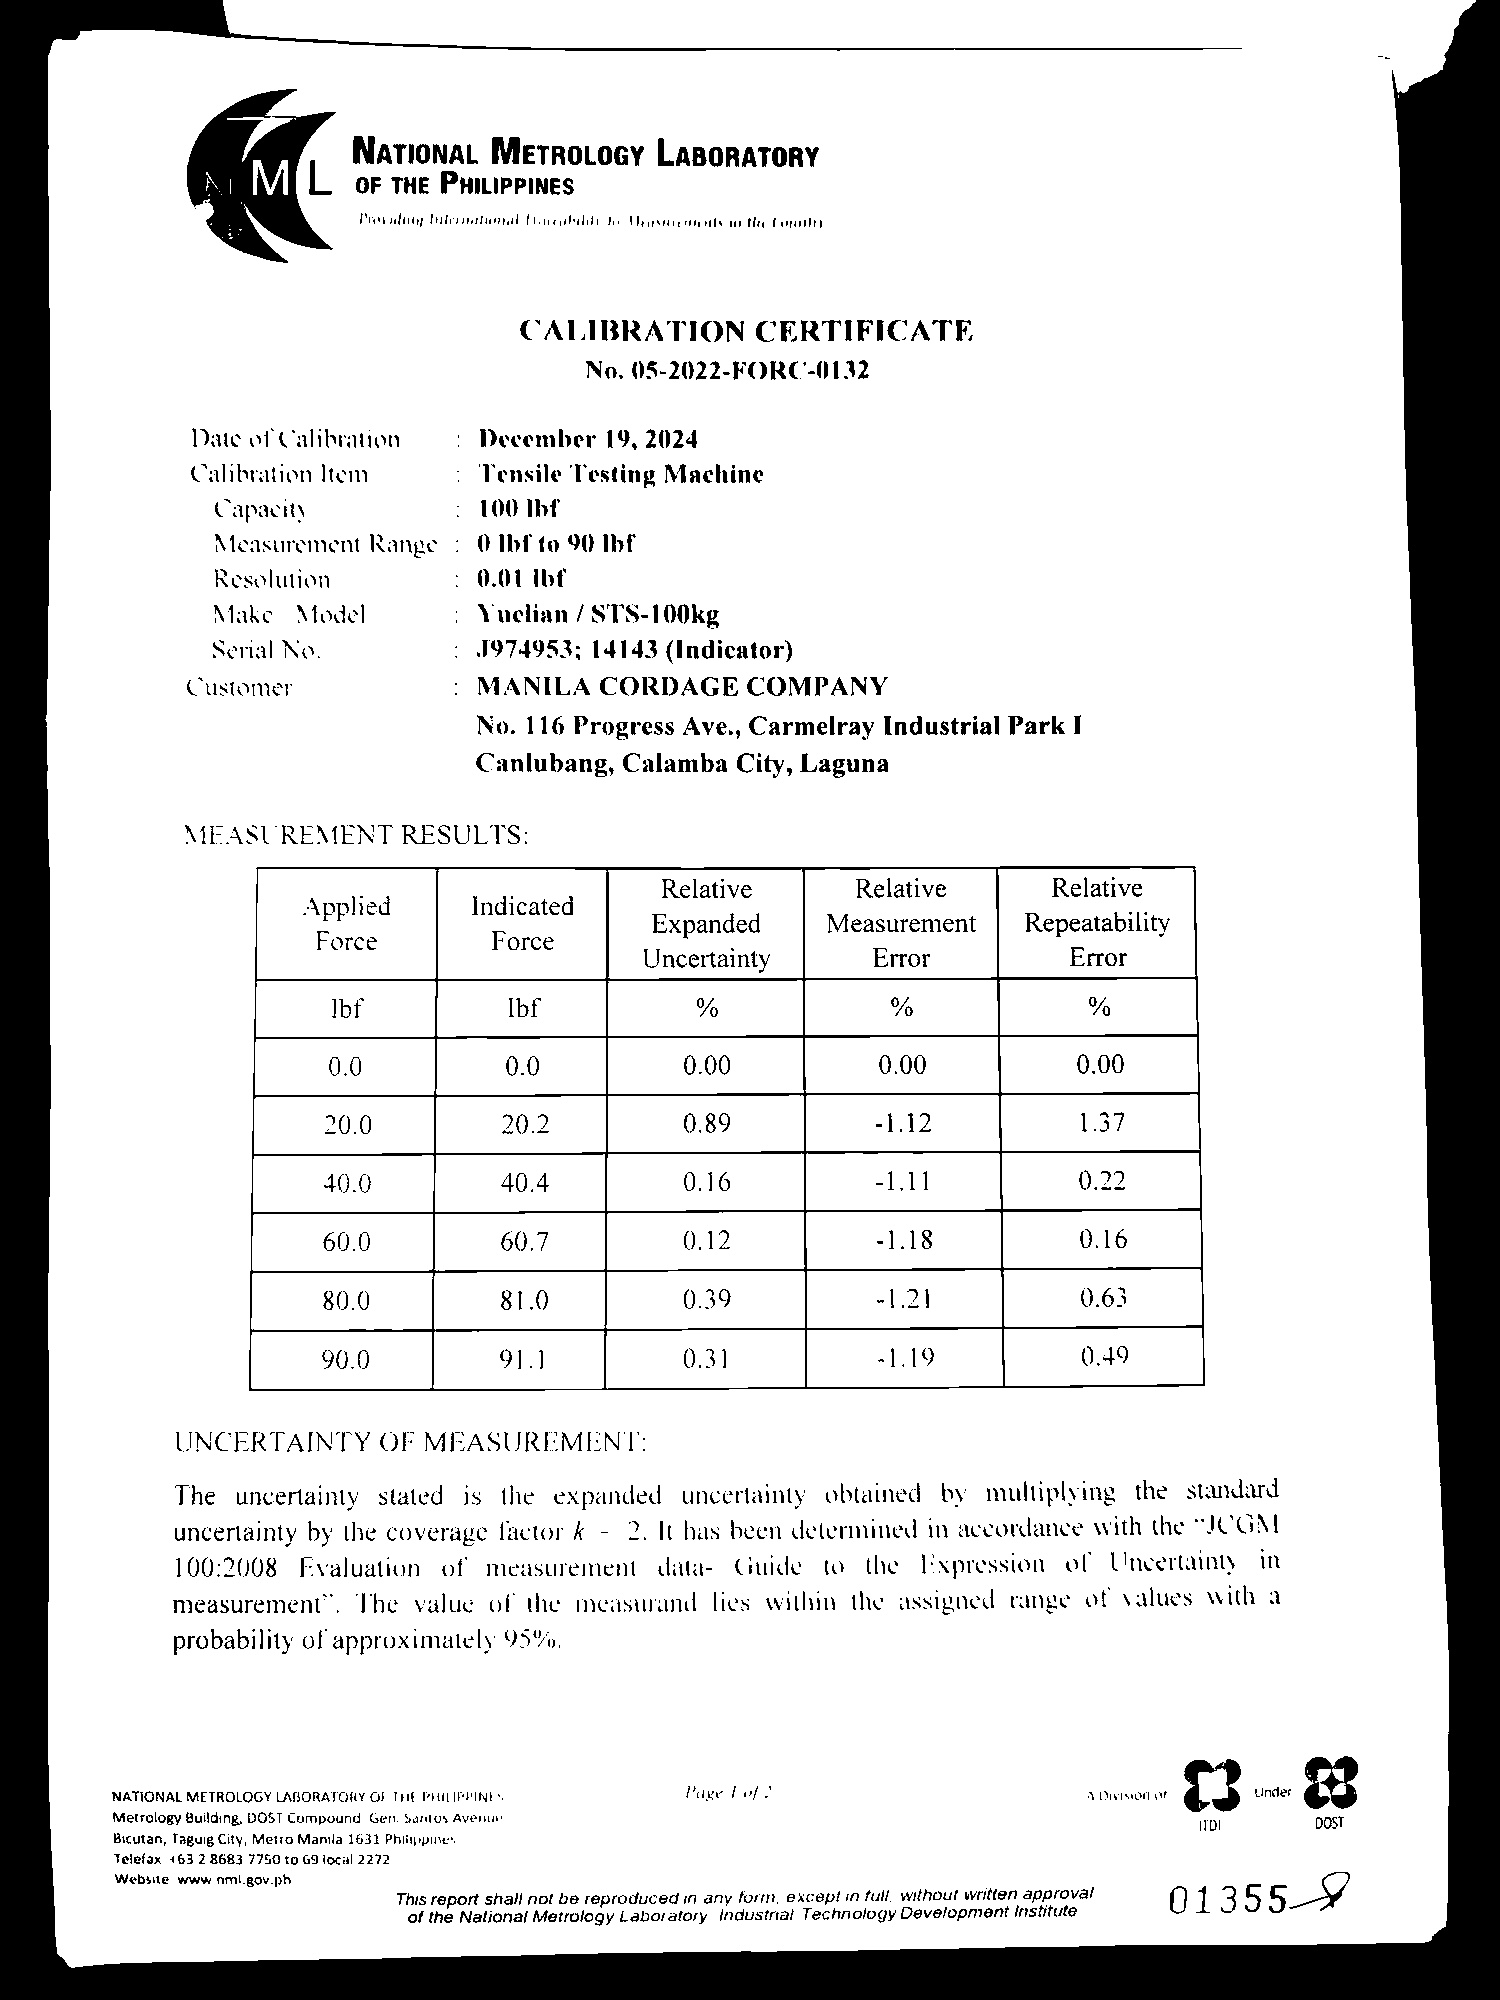 NML
NATIONAL METROLOGY LABORATORY
OF THE PHILIPPINES
Providing International Traceability to Measurements in the Country
CALIBRATION CERTIFICATE
No. 05-2022-FORC-0132
Date of Calibration : December 19, 2024
Calibration Item : Tensile Testing Machine
Capacity : 100 lbf
Measurement Range : 0 lbf to 90 lbf
Resolution : 0.01 lbf
Make Model : Yuelian / STS-100kg
Serial No. : J974953; 14143 (Indicator)
Customer : MANILA CORDAGE COMPANY
No. 116 Progress Ave., Carmelray Industrial Park I
Canlubang, Calamba City, Laguna
MEASUREMENT RESULTS:
Applied Force Indicated Force Relative Expanded Uncertainty Relative Measurement Error Relative Repeatability Error
lbf lbf % % %
0.0 0.0 0.00 0.00 0.00
20.0 20.2 0.89 -1.12 1.37
40.0 40.4 0.16 -1.11 0.22
60.0 60.7 0.12 -1.18 0.16
80.0 81.0 0.39 -1.21 0.63
90.0 91.1 0.31 -1.19 0.49
UNCERTAINTY OF MEASUREMENT:
The uncertainty stated is the expanded uncertainty obtained by multiplying the standard
uncertainty by the coverage factor k = 2. It has been determined in accordance with the "JCGM
100:2008 Evaluation of measurement data- Guide to the Expression of Uncertainty in
measurement". The value of the measurand lies within the assigned range of values with a
probability of approximately 95%.
NATIONAL METROLOGY LABORATORY OF THE PHILIPPINES
Metrology Building, DOST Compound Gen. Santos Avenue
Bicutan, Taguig City, Metro Manila 1631 Philippines
Telefax +63 2 8683 7750 to 69 local 2272
Website www nml.gov.ph
Page 1 of 2
A Division of
ITDI
Under
DOST
This report shall not be reproduced in any form, except in full, without written approval
of the National Metrology Laboratory Industrial Technology Development Institute
01355